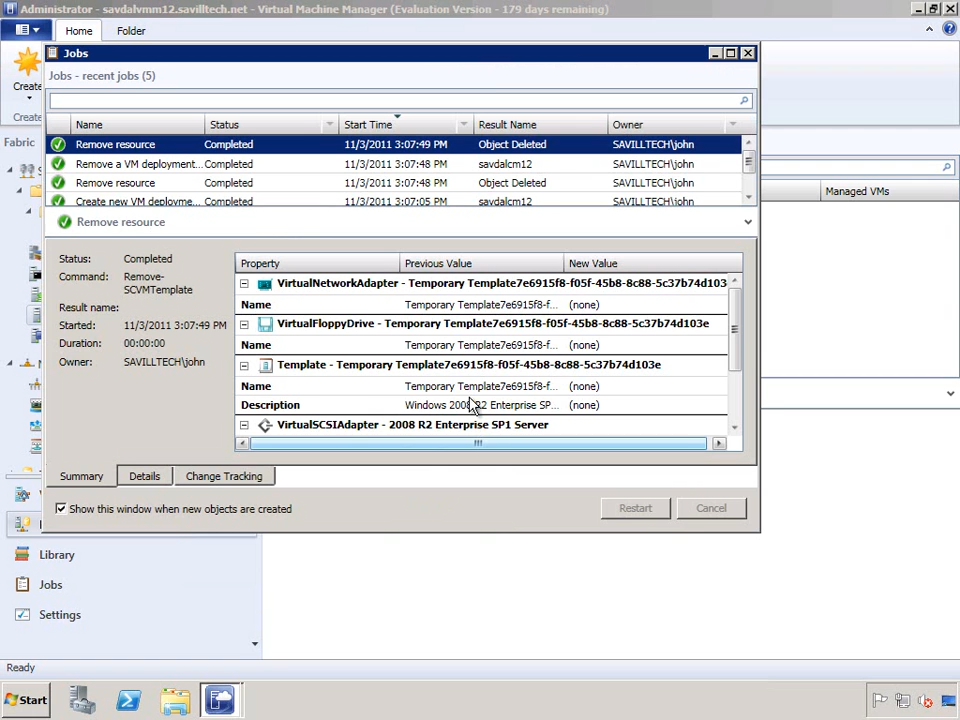 Administrator - savdalvmm12.savilltech.net - Virtual Machine Manager (Evaluation Version - 179 days remaining)
Home Folder
Create
Create
Fabric
Jobs
Jobs - recent jobs (5)
Name Status Start Time Result Name Owner
Remove resource Completed 11/3/2011 3:07:49 PM Object Deleted SAVILLTECH\john
Remove a VM deployment... Completed 11/3/2011 3:07:48 PM savdalcm12 SAVILLTECH\john
Remove resource Completed 11/3/2011 3:07:48 PM Object Deleted SAVILLTECH\john
Create new VM deployme... Completed 11/3/2011 3:07:05 PM savdalcm12 SAVILLTECH\john
Managed VMs
Remove resource
Status: Completed
Command: Remove-SCVMTemplate
Result name:
Started: 11/3/2011 3:07:49 PM
Duration: 00:00:00
Owner: SAVILLTECH\john
Property Previous Value New Value
VirtualNetworkAdapter - Temporary Template7e6915f8-f05f-45b8-8c88-5c37b74d103
Name Temporary Template7e6915f8-f... (none)
VirtualFloppyDrive - Temporary Template7e6915f8-f05f-45b8-8c88-5c37b74d103e
Name Temporary Template7e6915f8-f... (none)
Template - Temporary Template7e6915f8-f05f-45b8-8c88-5c37b74d103e
Name Temporary Template7e6915f8-f... (none)
Description Windows 2008 R2 Enterprise SP... (none)
VirtualSCSIAdapter - 2008 R2 Enterprise SP1 Server
Summary Details Change Tracking
Show this window when new objects are created
Restart Cancel
Library
Jobs
Settings
Ready
Start